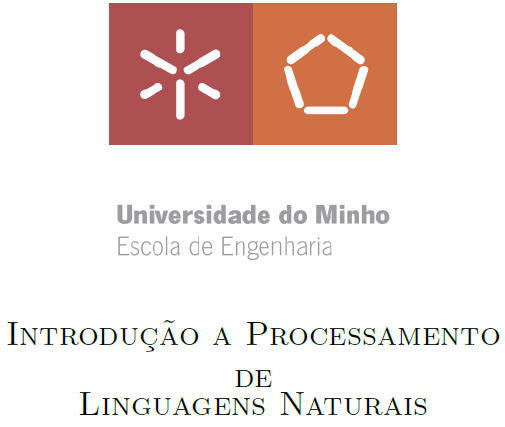 Universidade do Minho
Escola de Engenharia
Introdução a Processamento
de
Linguagens Naturais